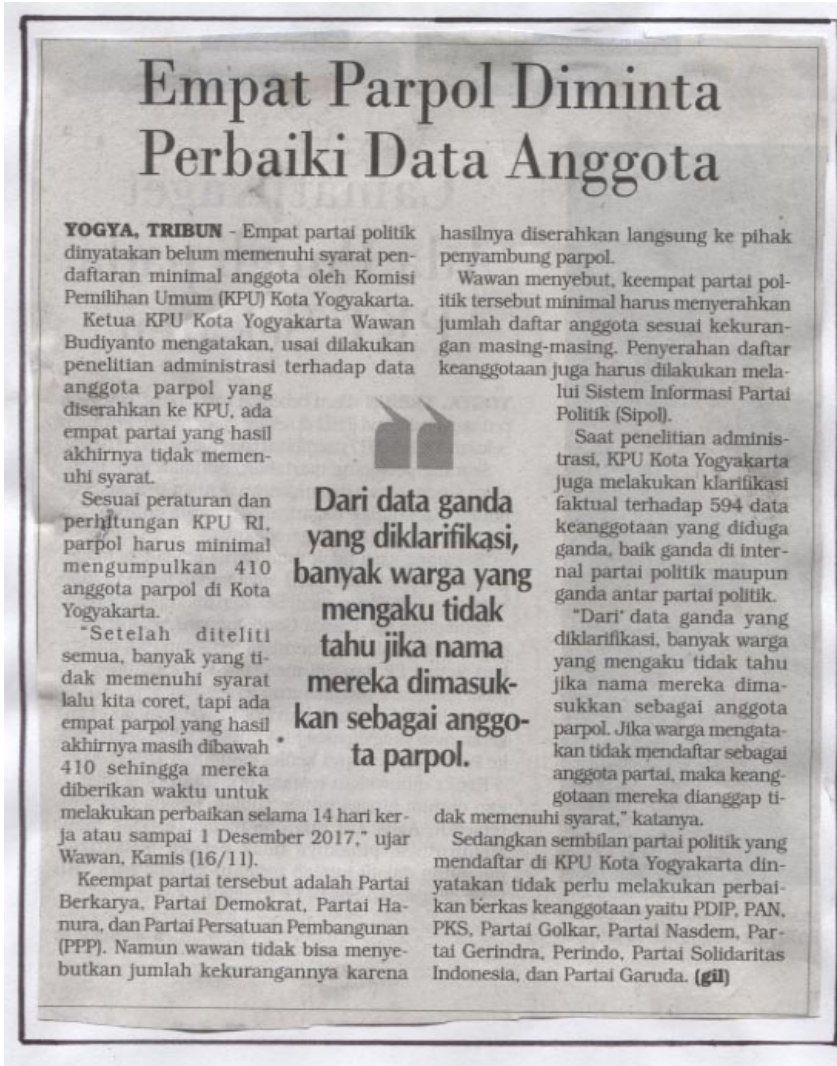 Empat Parpol Diminta
Perbaiki Data Anggota
YOGYA, TRIBUN - Empat partai politik
dinyatakan belum memenuhi syarat pen-
daftaran minimal anggota oleh Komisi
Pemilihan Umum (KPU) Kota Yogyakarta.
Ketua KPU Kota Yogyakarta Wawan
Budiyanto mengatakan, usai dilakukan
penelitian administrasi terhadap data
anggota parpol yang
diserahkan ke KPU, ada
empat partai yang hasil
akhirnya tidak memen-
uhi syarat.
Sesuai peraturan dan
perhitungan KPU RI,
parpol harus minimal
mengumpulkan 410
anggota parpol di Kota
Yogyakarta.
"Setelah diteliti
semua, banyak yang ti-
dak memenuhi syarat
lalu kita coret, tapi ada
empat parpol yang hasil
akhirnya masih dibawah
410 sehingga mereka
diberikan waktu untuk
melakukan perbaikan selama 14 hari ker-
ja atau sampai 1 Desember 2017," ujar
Wawan, Kamis (16/11).
Keempat partai tersebut adalah Partai
Berkarya, Partai Demokrat, Partai Ha-
nura, dan Partai Persatuan Pembangunan
(PPP). Namun wawan tidak bisa menye-
butkan jumlah kekurangannya karena
hasilnya diserahkan langsung ke pihak
penyambung parpol.
Wawan menyebut, keempat partai pol-
itik tersebut minimal harus menyerahkan
jumlah daftar anggota sesuai kekuran-
gan masing-masing. Penyerahan daftar
keanggotaan juga harus dilakukan mela-
lui Sistem Informasi Partai
Politik (Sipol).
Saat penelitian adminis-
trasi, KPU Kota Yogyakarta
juga melakukan klarifikasi
faktual terhadap 594 data
keanggotaan yang diduga
ganda, baik ganda di inter-
nal partai politik maupun
ganda antar partai politik.
"Dari data ganda yang
diklarifikasi, banyak warga
yang mengaku tidak tahu
jika nama mereka dima-
sukkan sebagai anggota
parpol. Jika warga mengata-
kan tidak mendaftar sebagai
anggota partai, maka keang-
gotaan mereka dianggap ti-
dak memenuhi syarat," katanya.
Sedangkan sembilan partai politik yang
mendaftar di KPU Kota Yogyakarta din-
yatakan tidak perlu melakukan perbai-
kan berkas keanggotaan yaitu PDIP, PAN,
PKS, Partai Golkar, Partai Nasdem, Par-
tai Gerindra, Perindo, Partai Solidaritas
Indonesia, dan Partai Garuda. (gil)
"
Dari data ganda
yang diklarifikasi,
banyak warga yang
mengaku tidak
tahu jika nama
mereka dimasuk-
kan sebagai anggo-
ta parpol.